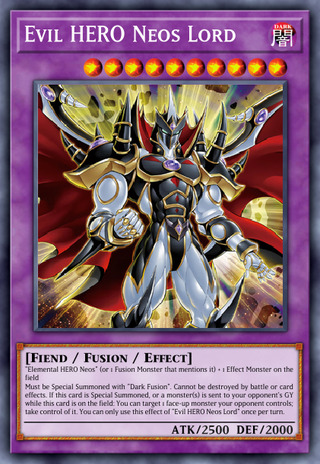 Evil HERO Neos Lord
DARK
闇
[Fiend / Fusion / Effect]
"Elemental HERO Neos" (or 1 Fusion Monster that mentions it) + 1 Effect Monster on the
field
Must be Special Summoned with "Dark Fusion". Cannot be destroyed by battle or card
effects. If this card is Special Summoned, or a monster(s) is sent to your opponent's GY
while this card is on the field: You can target 1 face-up monster your opponent controls;
take control of it. You can only use this effect of "Evil HERO Neos Lord" once per turn.
ATK/2500 DEF/2000